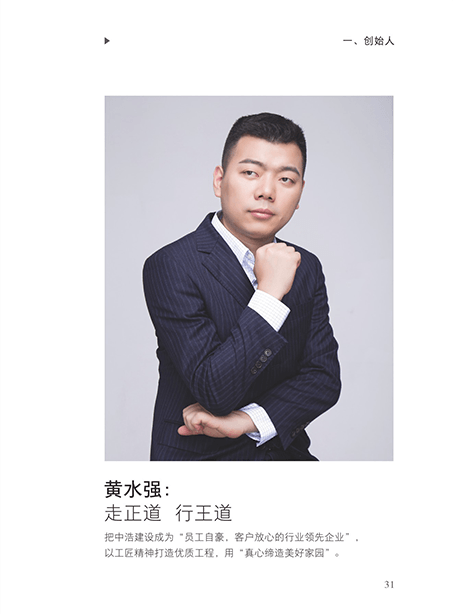 一、创始人
黄水强：
走正道 行王道
把中浩建设成为“员工自豪，客户放心的行业领先企业”，
以工匠精神打造优质工程，用“真心缔造美好家园”。
31